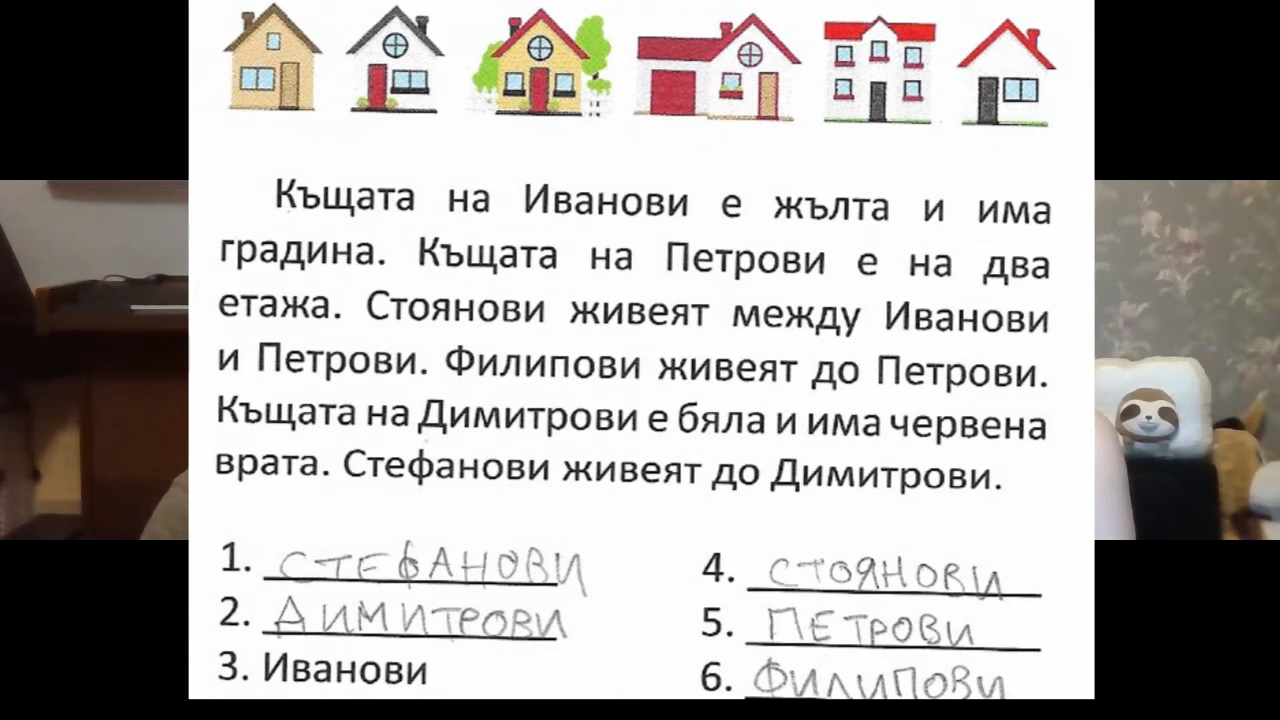 Къщата на Иванови е жълта и има
градина. Къщата на Петрови е на два
етажа. Стоянови живеят между Иванови
и Петрови. Филипови живеят до Петрови.
Къщата на Димитрови е бяла и има червена
врата. Стефанови живеят до Димитрови.
1. СТЕФАНОВИ
2. ДИМИТРОВИ
3. Иванови
4. СТОЯНОВИ
5. ПЕТРОВИ
6. ФИЛИПОВИ